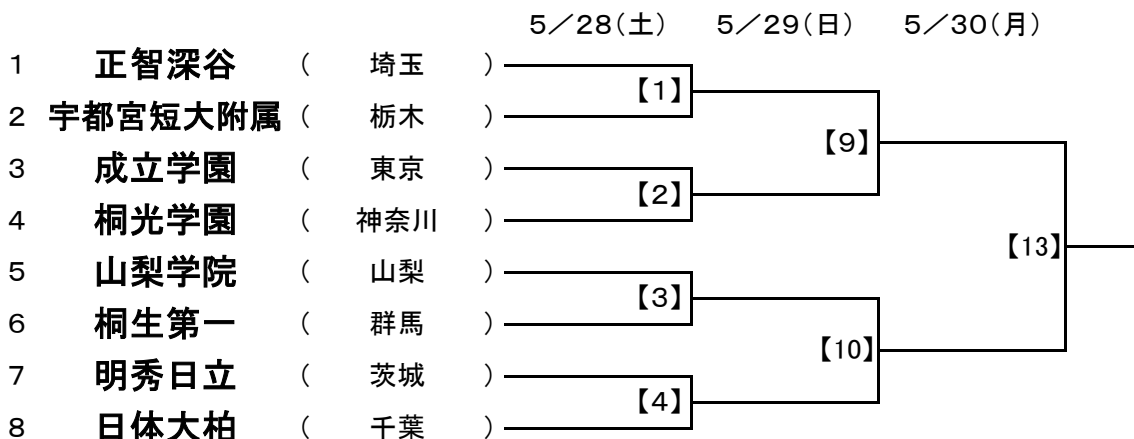 5／28(土) 5／29(日) 5／30(月)
1 正智深谷 ( 埼玉 )
【1】
2 宇都宮短大附属 ( 栃木 )
【9】
3 成立学園 ( 東京 )
【2】
4 桐光学園 ( 神奈川 )
【13】
5 山梨学院 ( 山梨 )
【3】
6 桐生第一 ( 群馬 )
【10】
7 明秀日立 ( 茨城 )
【4】
8 日体大柏 ( 千葉 )